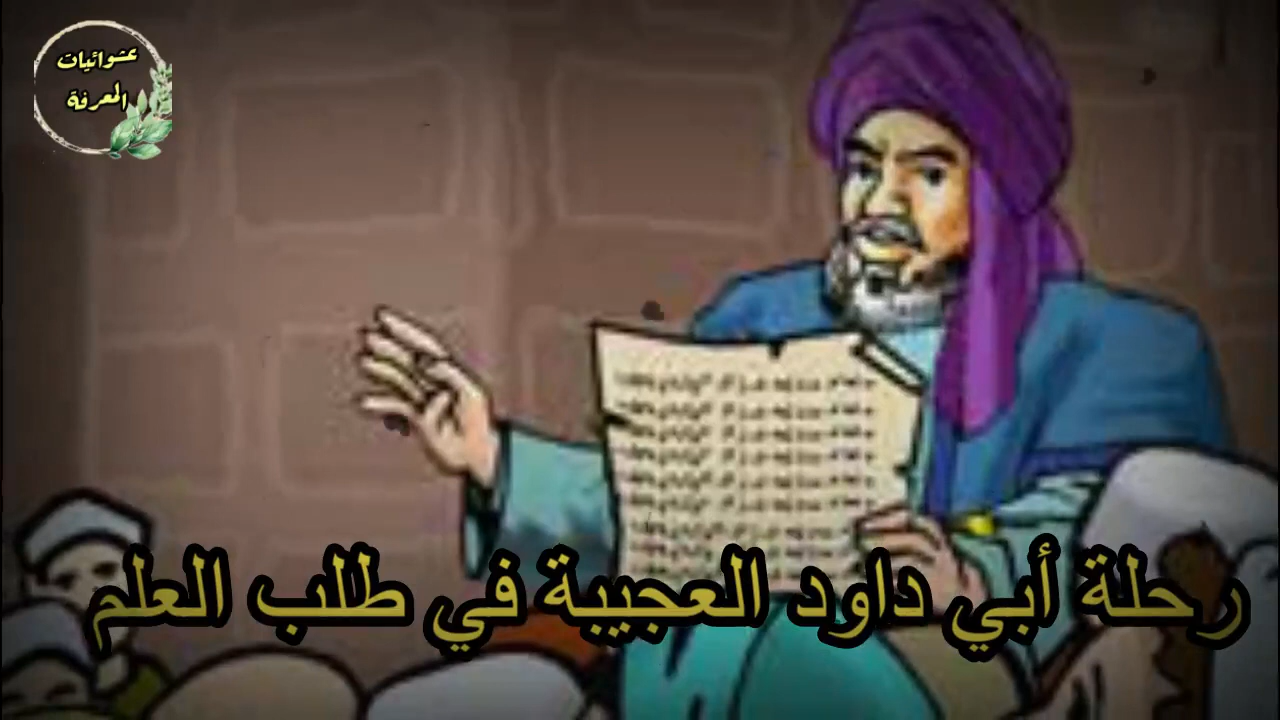 عشوائيات
المعرفة
رحلة أبي داود العجيبة في طلب العلم